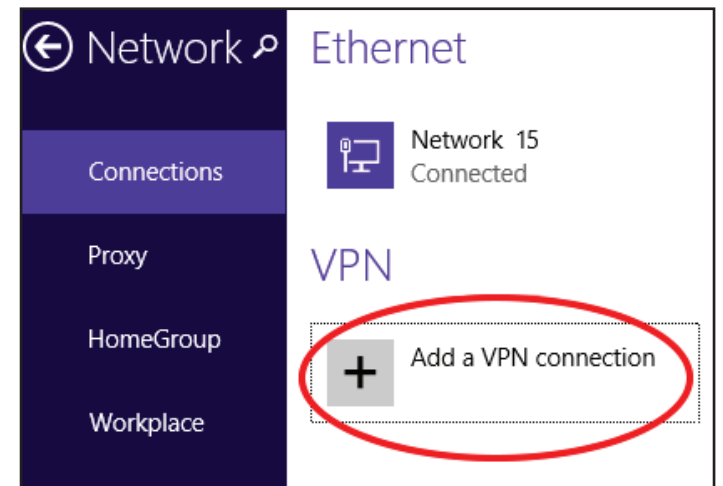 Network
Connections
Proxy
HomeGroup
Workplace
Ethernet
Network 15
Connected
VPN
Add a VPN connection